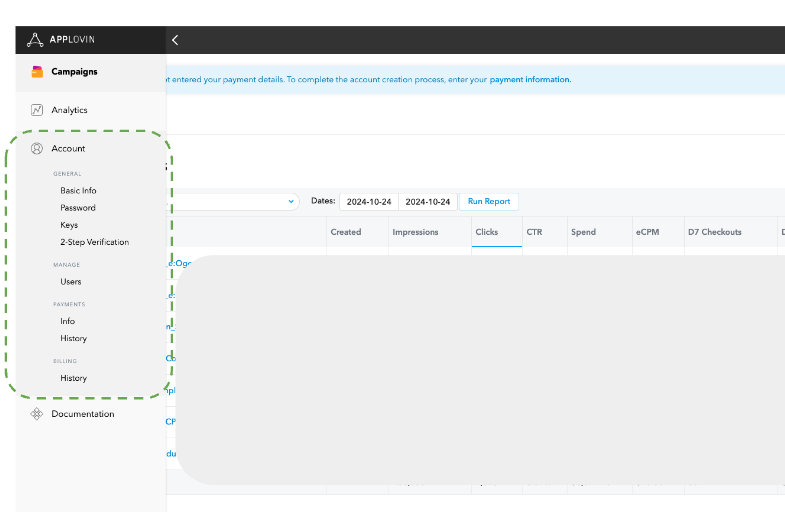 APPLOVIN
Campaigns
entered your payment details. To complete the account creation process, enter your payment information.
Analytics
Account
GENERAL
Basic Info
Password
Keys
2-Step Verification
MANAGE
Users
PAYMENTS
Info
History
BILLING
History
Documentation
Dates: 2024-10-24 2024-10-24 Run Report
Created Impressions Clicks CTR Spend eCPM D7 Checkouts